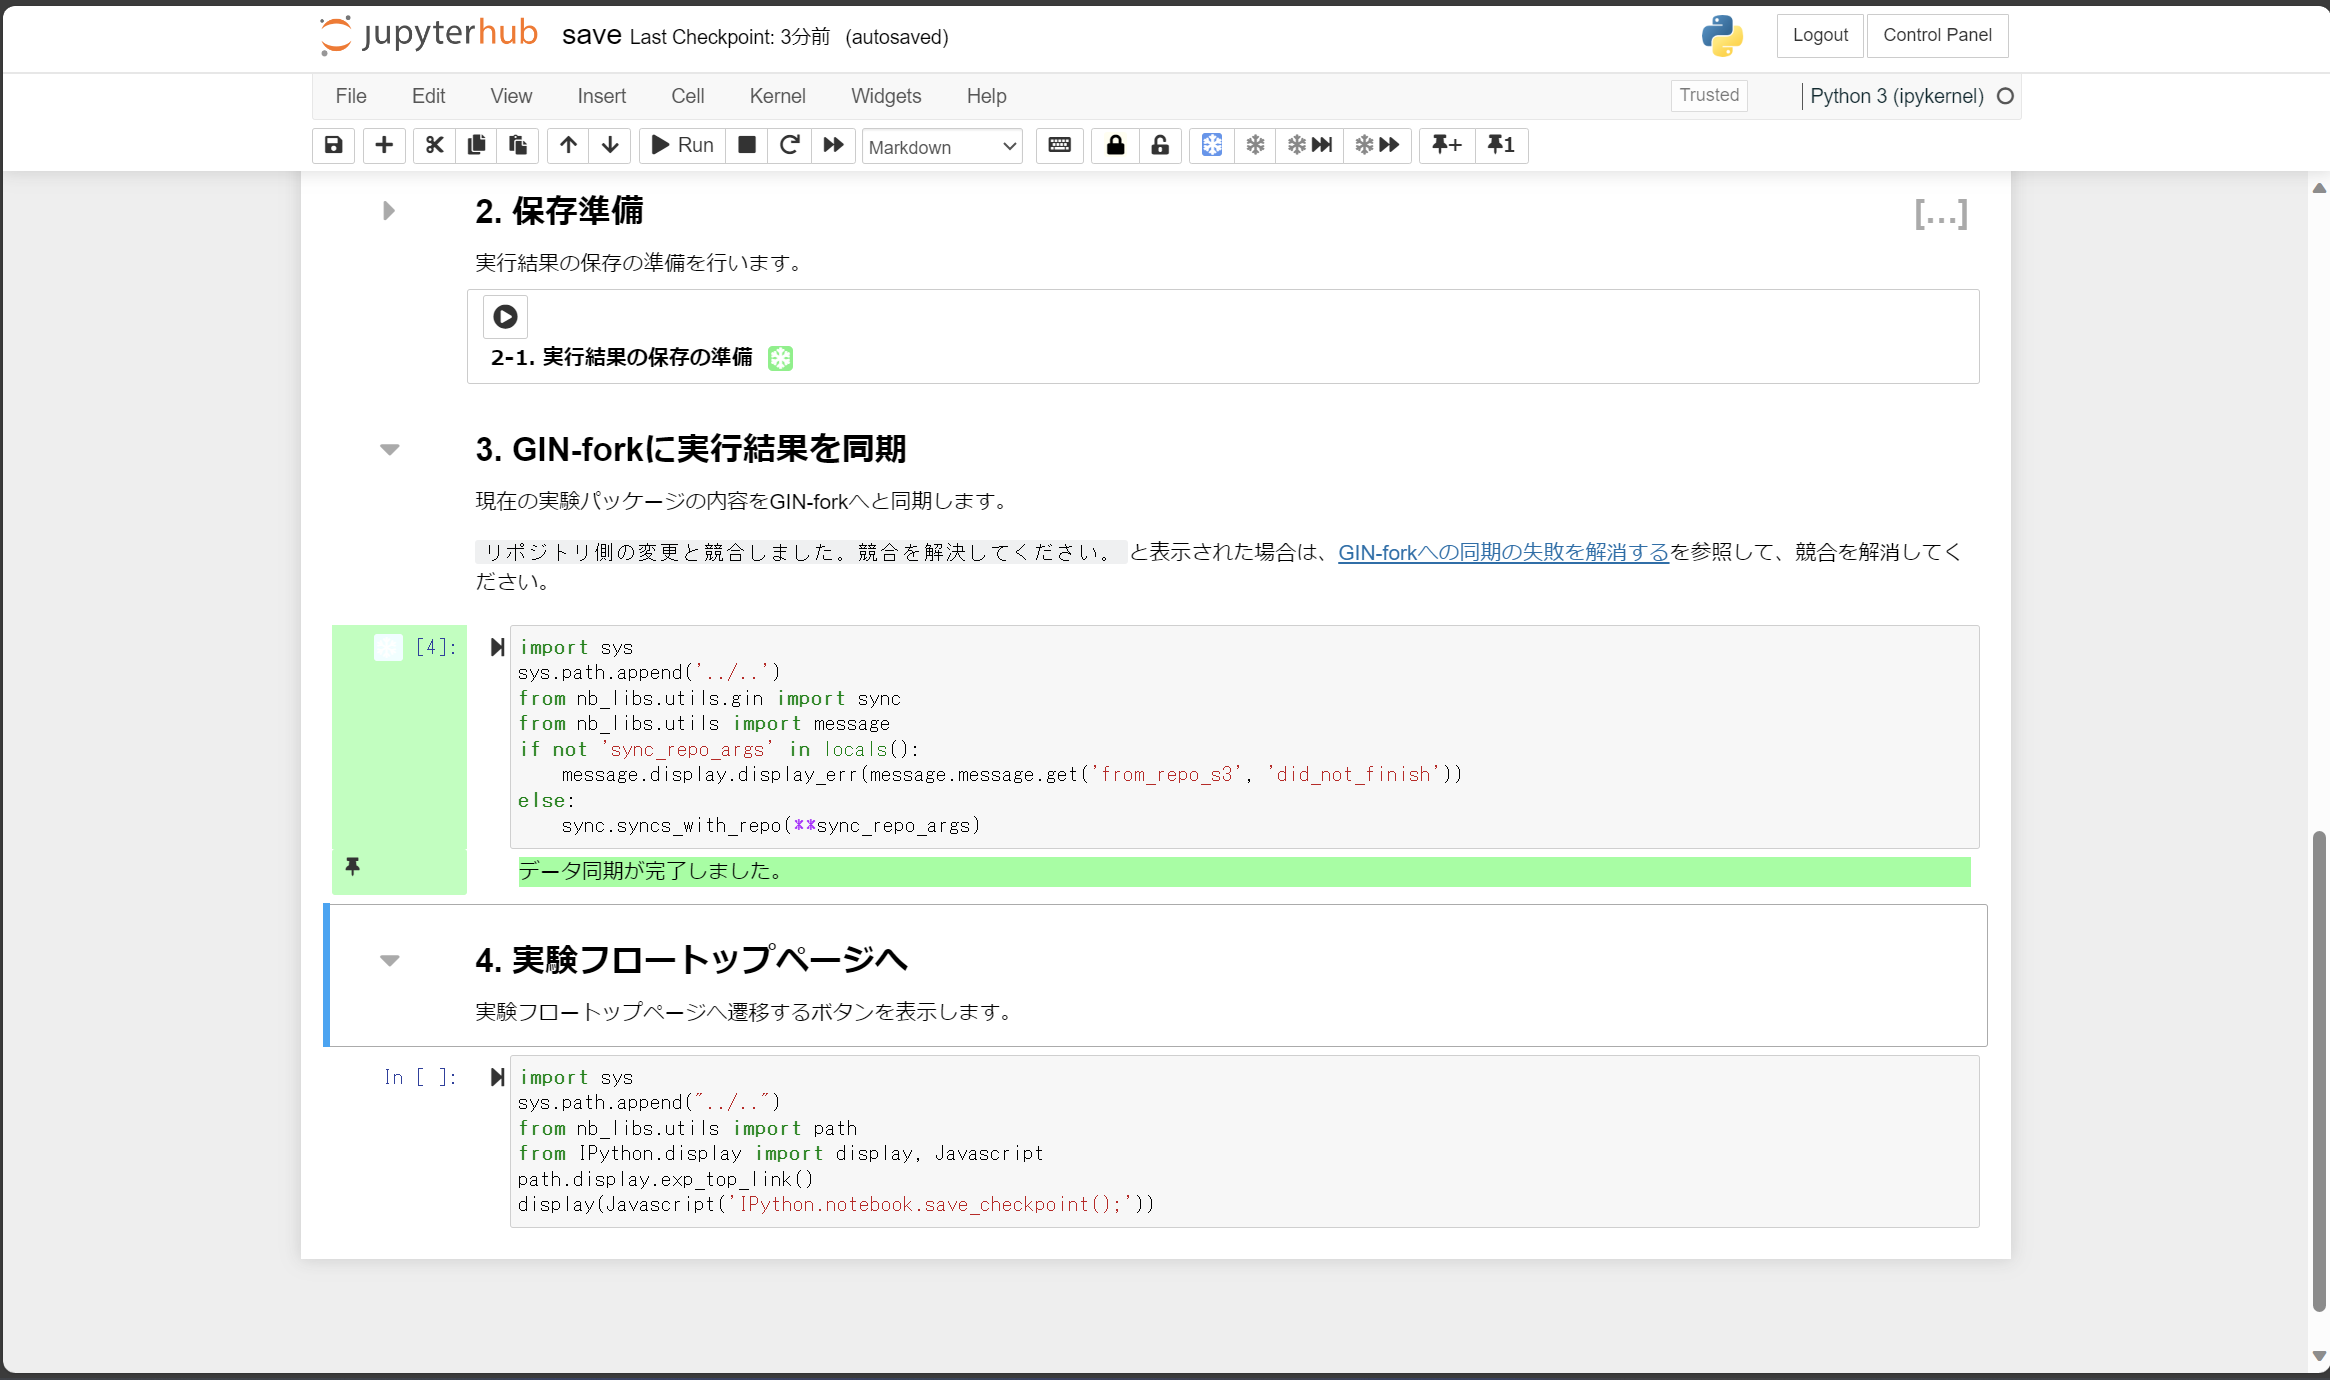 jupyterhub save Last Checkpoint: 3分前 (autosaved) Logout Control Panel
File Edit View Insert Cell Kernel Widgets Help Trusted Python 3 (ipykernel)
Run Markdown + 1
2. 保存準備 [...]
実行結果の保存の準備を行います。
2-1. 実行結果の保存の準備
3. GIN-forkに実行結果を同期
現在の実験パッケージの内容をGIN-forkへと同期します。
リポジトリ側の変更と競合しました。競合を解決してください。 と表示された場合は、GIN-forkへの同期の失敗を解消するを参照して、競合を解消してく
ださい。
[4]: import sys
sys.path.append('../..')
from nb_libs.utils.gin import sync
from nb_libs.utils import message
if not 'sync_repo_args' in locals():
    message.display.display_err(message.message.get('from_repo_s3', 'did_not_finish'))
else:
    sync.syncs_with_repo(**sync_repo_args)
データ同期が完了しました。
4. 実験フロートップページへ
実験フロートップページへ遷移するボタンを表示します。
In [ ]: import sys
sys.path.append("../..")
from nb_libs.utils import path
from IPython.display import display, Javascript
path.display.exp_top_link()
display(Javascript('IPython.notebook.save_checkpoint();'))